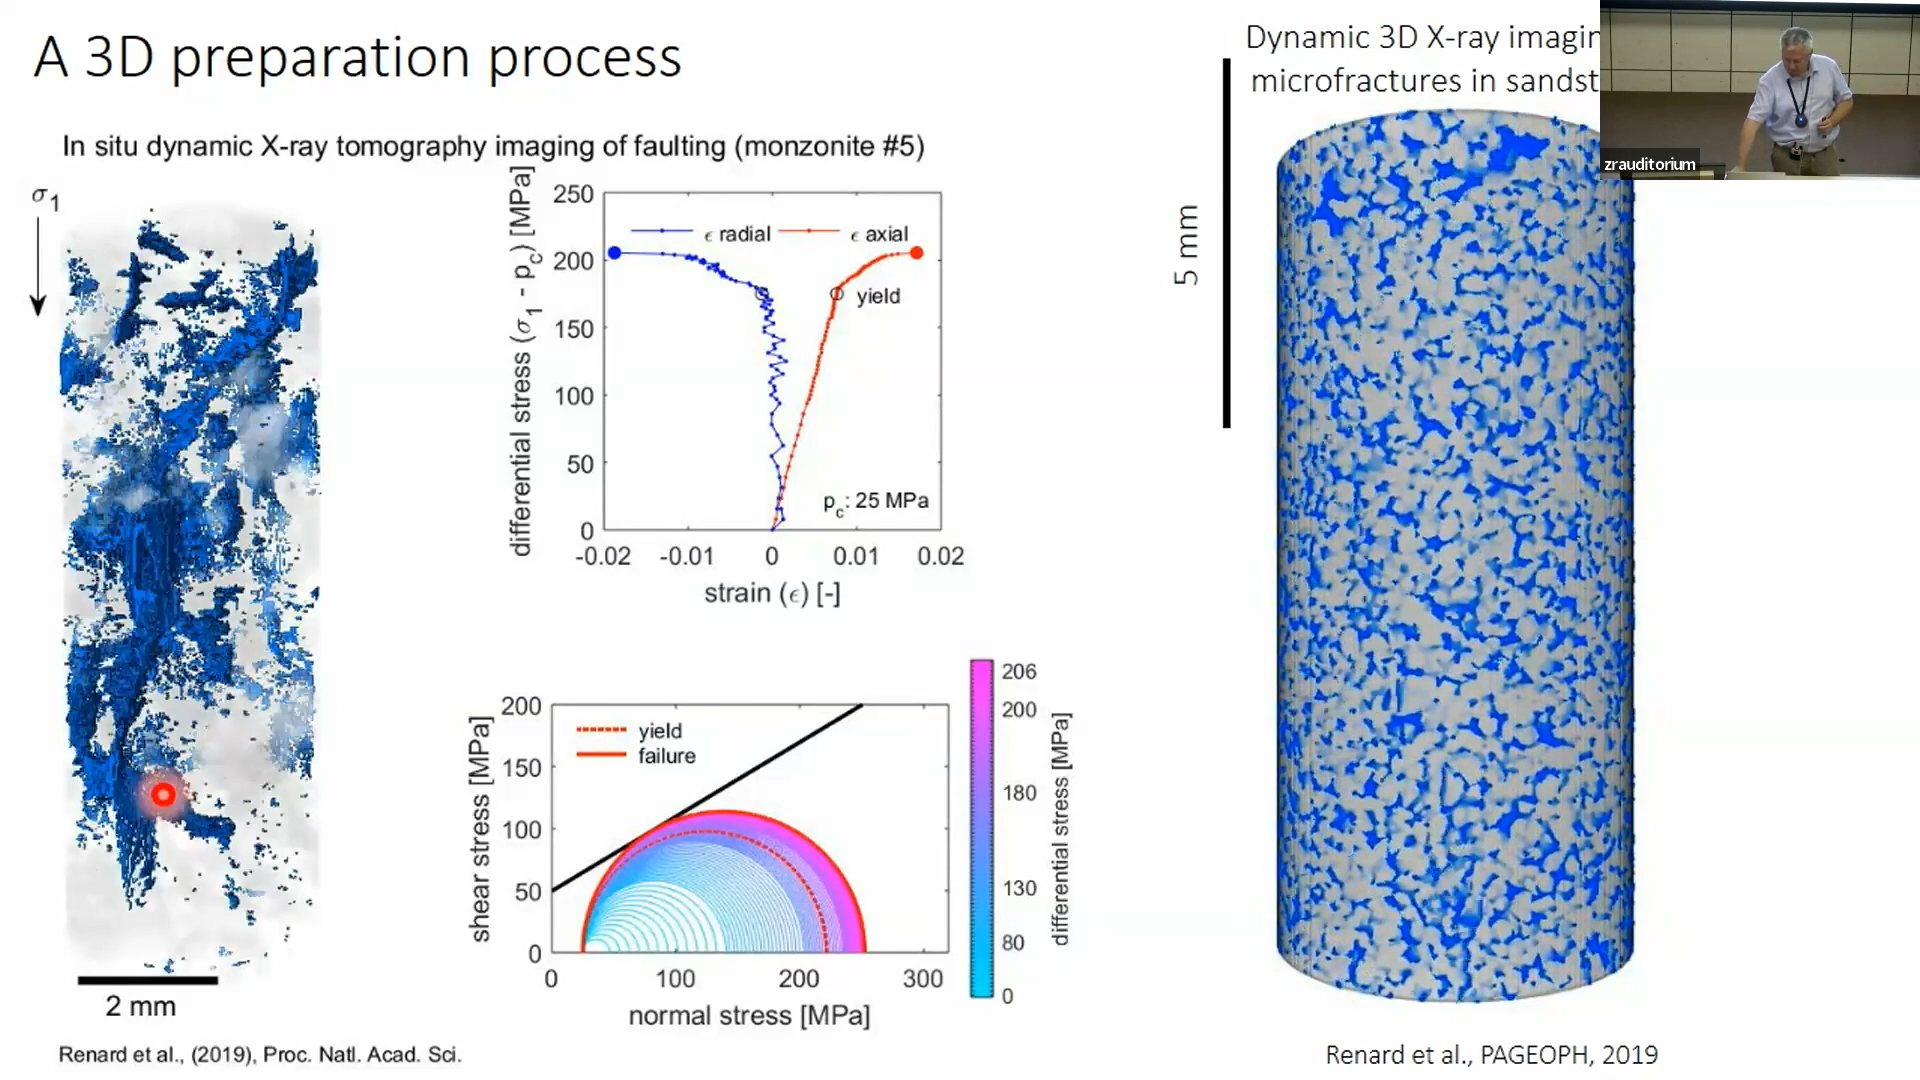 A 3D preparation process
In situ dynamic X-ray tomography imaging of faulting (monzonite #5)
σ1
2 mm
Renard et al., (2019), Proc. Natl. Acad. Sci.
differential stress (σ1 - pc) [MPa]
250
200
150
100
50
0
ϵ radial
ϵ axial
yield
pc: 25 MPa
-0.02
-0.01
0
0.01
0.02
strain (ϵ) [-]
shear stress [MPa]
200
150
100
50
0
yield
failure
0
100
200
300
normal stress [MPa]
206
200
180
130
80
0
differential stress [MPa]
Dynamic 3D X-ray imagin
microfractures in sandst
5 mm
Renard et al., PAGEOPH, 2019
zrauditorium